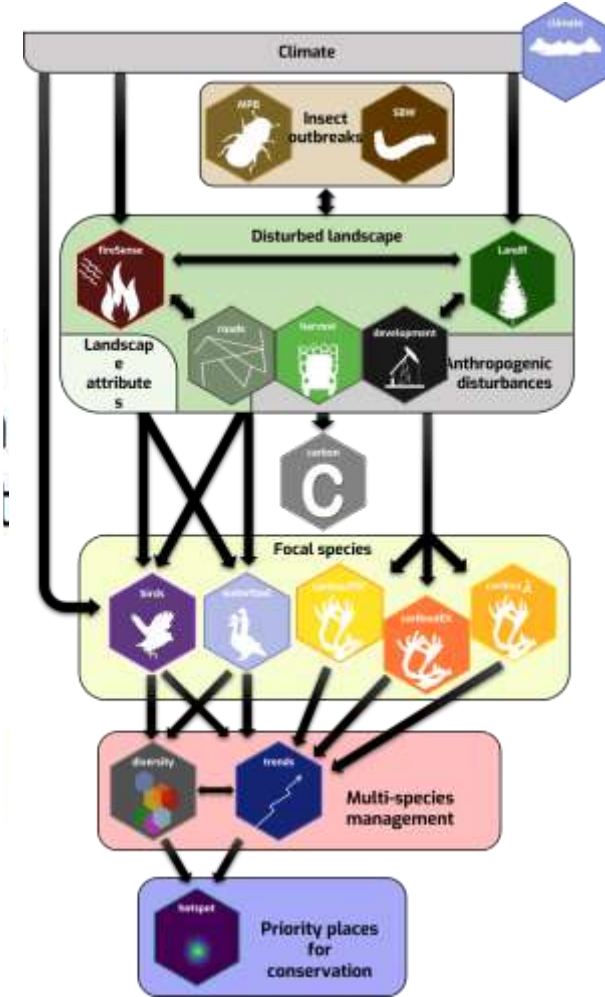 climate
Climate
MPB
SBW
Insect
outbreaks
Disturbed landscape
fireSense
LandR
roads
harvest
development
Landscap
e
attribute
s
Anthropogenic
disturbances
carbon
C
Focal species
birds
waterfowl
caribouRSF
caribouRX
caribou λ
diversity
trends
Multi-species
management
hotspot
Priority places
for
conservation